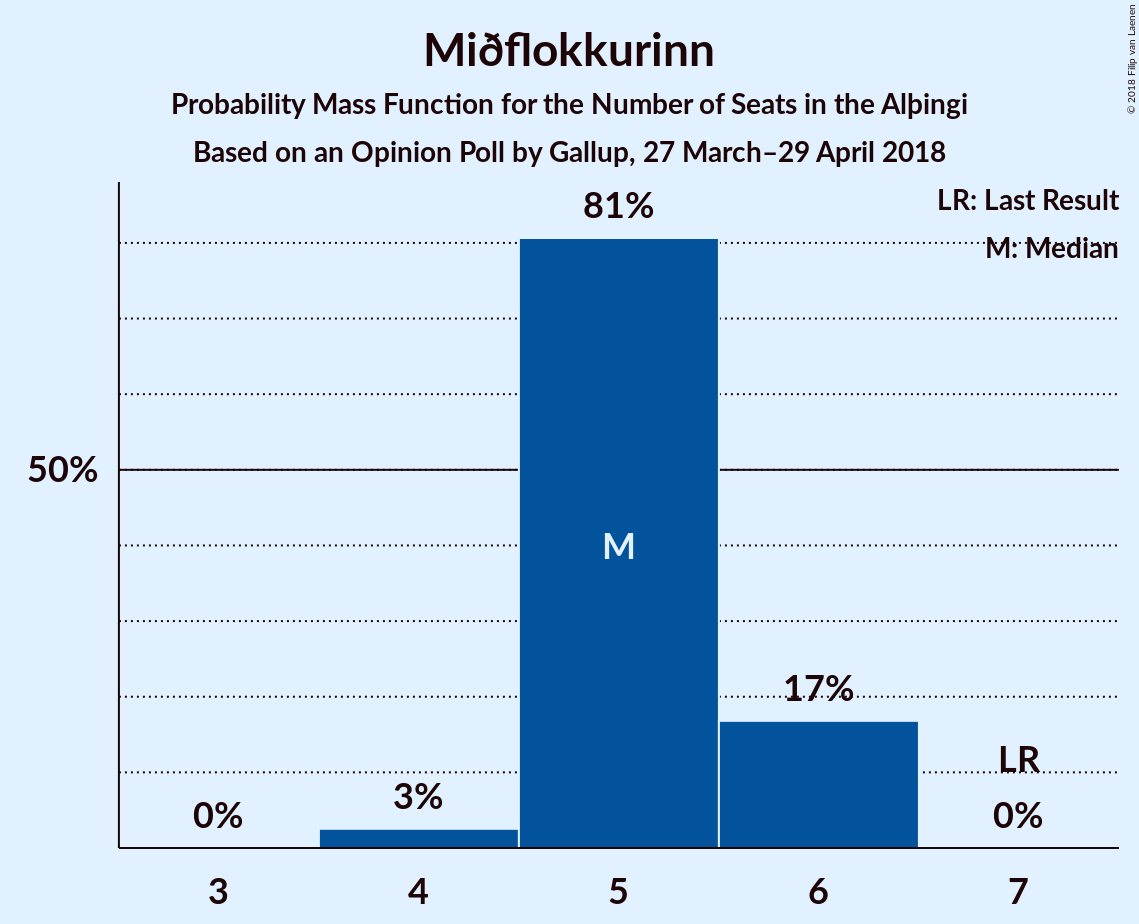 Miðflokkurinn
Probability Mass Function for the Number of Seats in the Alþingi
Based on an Opinion Poll by Gallup, 27 March–29 April 2018
© 2018 Filip van Laenen
LR: Last Result
M: Median
81%
50%
M
17%
LR
3%
0%
0%
3 4 5 6 7